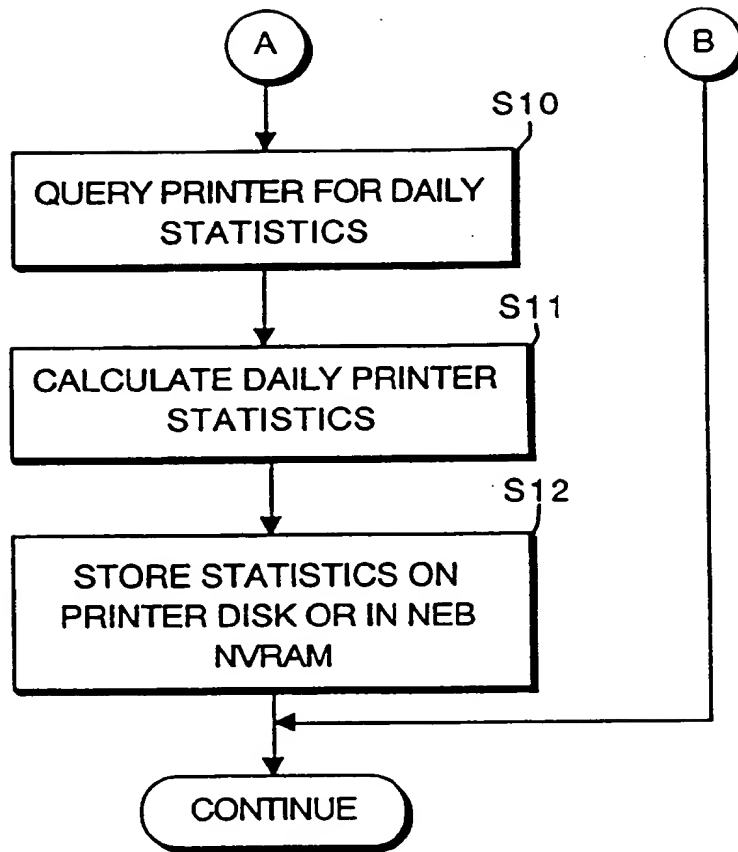 A
B
S10
QUERY PRINTER FOR DAILY
STATISTICS
S11
CALCULATE DAILY PRINTER
STATISTICS
S12
STORE STATISTICS ON
PRINTER DISK OR IN NEB
NVRAM
CONTINUE